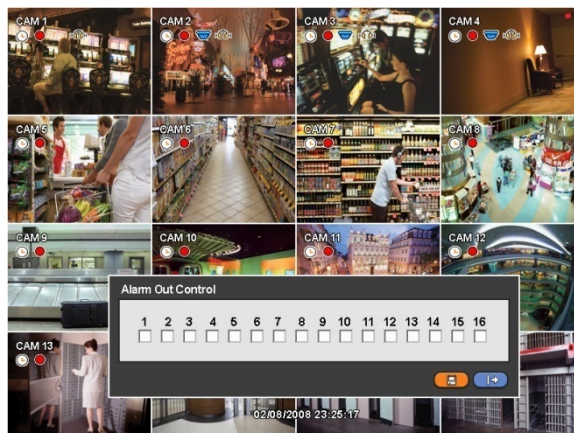 CAM 1
CAM 2
CAM 3
CAM 4
CAM 5
CAM 6
CAM 7
CAM 8
CAM 9
CAM 10
CAM 11
CAM 12
Alarm Out Control
1 2 3 4 5 6 7 8 9 10 11 12 13 14 15 16
CAM 13
02/08/2008 23:25:17